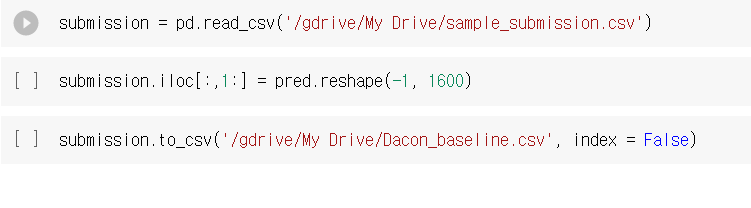 submission = pd.read_csv('/gdrive/My Drive/sample_submission.csv')
[ ] submission.iloc[:,1:] = pred.reshape(-1, 1600)
[ ] submission.to_csv('/gdrive/My Drive/Dacon_baseline.csv', index = False)